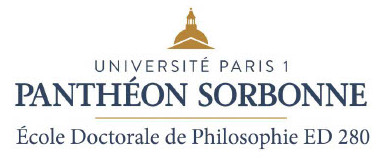 UNIVERSITÉ PARIS 1
PANTHÉON SORBONNE
École Doctorale de Philosophie ED 280